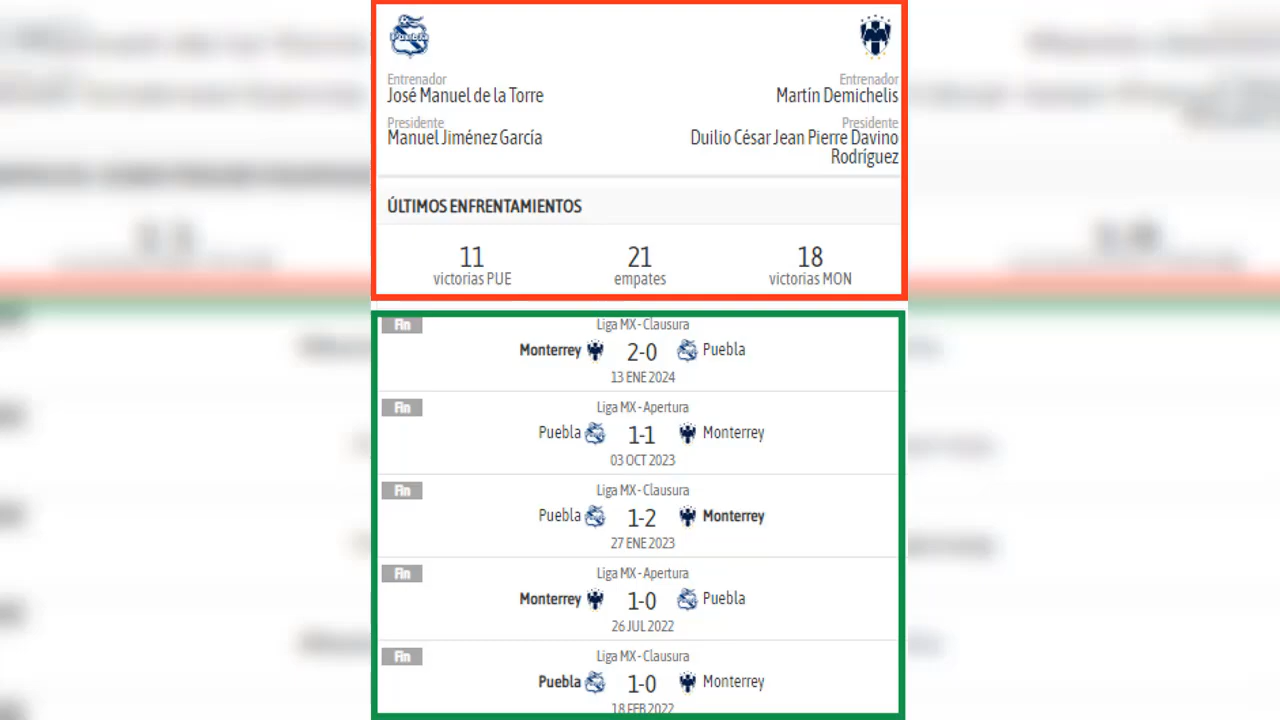 PUEBLA
Entrenador
Entrenador
José Manuel de la Torre
Martín Demichelis
Presidente
Presidente
Manuel Jiménez García
Duilio César Jean Pierre Davino
Rodríguez
ÚLTIMOS ENFRENTAMIENTOS
11 21 18
victorias PUE empates victorias MON
Fin Liga MX - Clausura
Monterrey 2-0 Puebla
13 ENE 2024
Fin Liga MX - Apertura
Puebla 1-1 Monterrey
03 OCT 2023
Fin Liga MX - Clausura
Puebla 1-2 Monterrey
27 ENE 2023
Fin Liga MX - Apertura
Monterrey 1-0 Puebla
26 JUL 2022
Fin Liga MX - Clausura
Puebla 1-0 Monterrey
18 FEB 2022